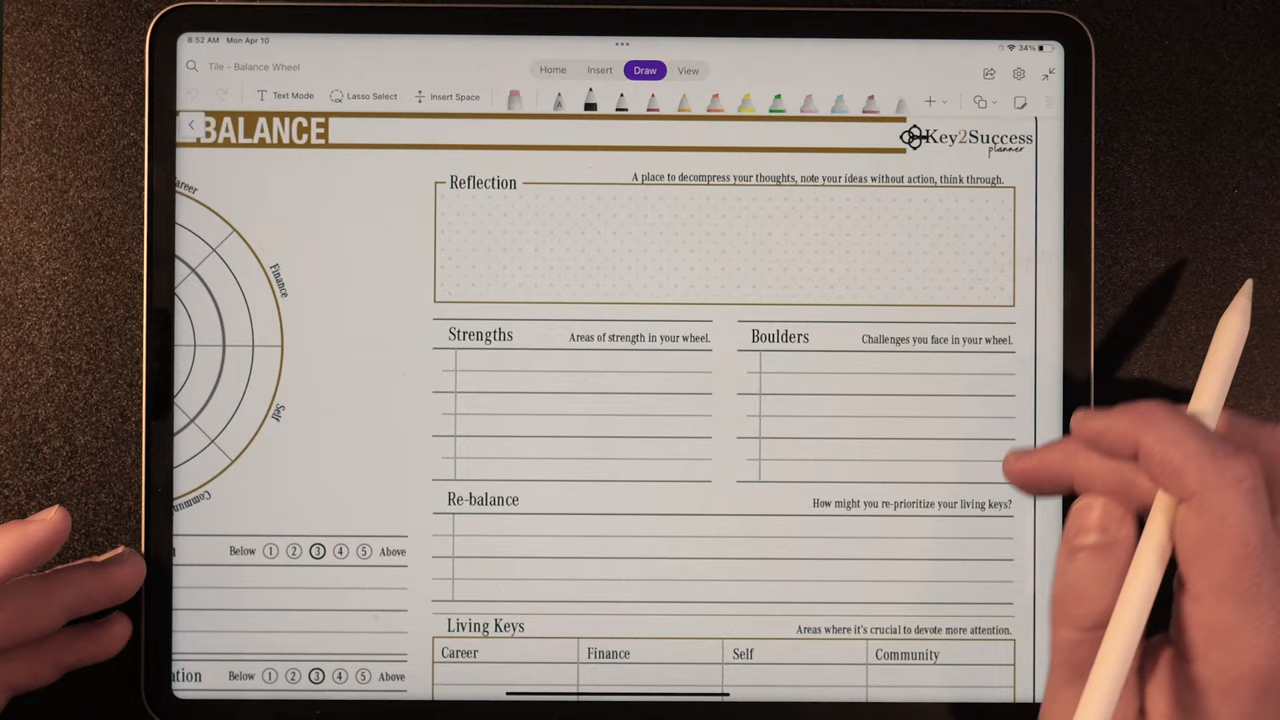 8:52 AM Mon Apr 10
34%
Tile - Balance Wheel
Home Insert Draw View
Text Mode Lasso Select Insert Space
BALANCE
Key2Success
planner
Reflection A place to decompress your thoughts, note your ideas without action, think through.
Finance
Self
Strengths Areas of strength in your wheel.
Boulders Challenges you face in your wheel.
Re-balance How might you re-prioritize your living keys?
Below 1 2 3 4 5 Above
Living Keys Areas where it's crucial to devote more attention.
Career Finance Self Community
Below 1 2 3 4 5 Above